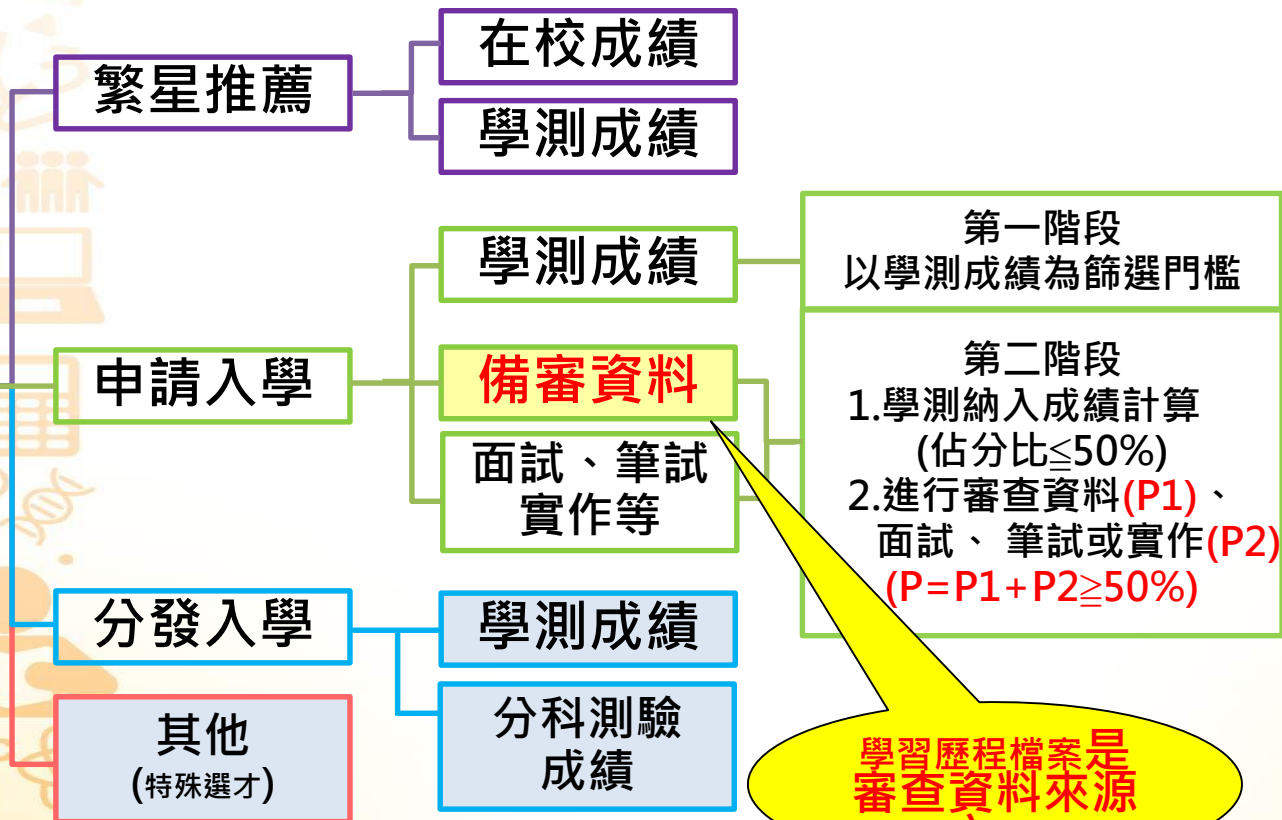 繁星推薦
在校成績
學測成績
申請入學
學測成績
備審資料
面試、筆試
實作等
第一階段
以學測成績為篩選門檻
第二階段
1.學測納入成績計算
(佔分比≦50%)
2.進行審查資料(P1)、
面試、 筆試或實作(P2)
(P=P1+P2≧50%)
分發入學
學測成績
分科測驗
成績
其他
(特殊選才)
學習歷程檔案是
審查資料來源